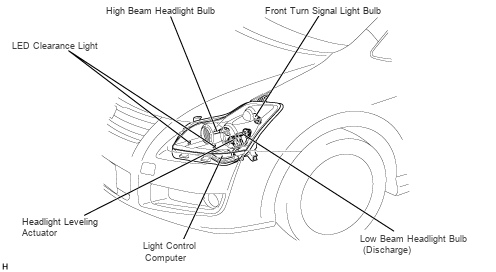 High Beam Headlight Bulb
Front Turn Signal Light Bulb
LED Clearance Light
Headlight Leveling
Actuator
Light Control
Computer
Low Beam Headlight Bulb
(Discharge)
H